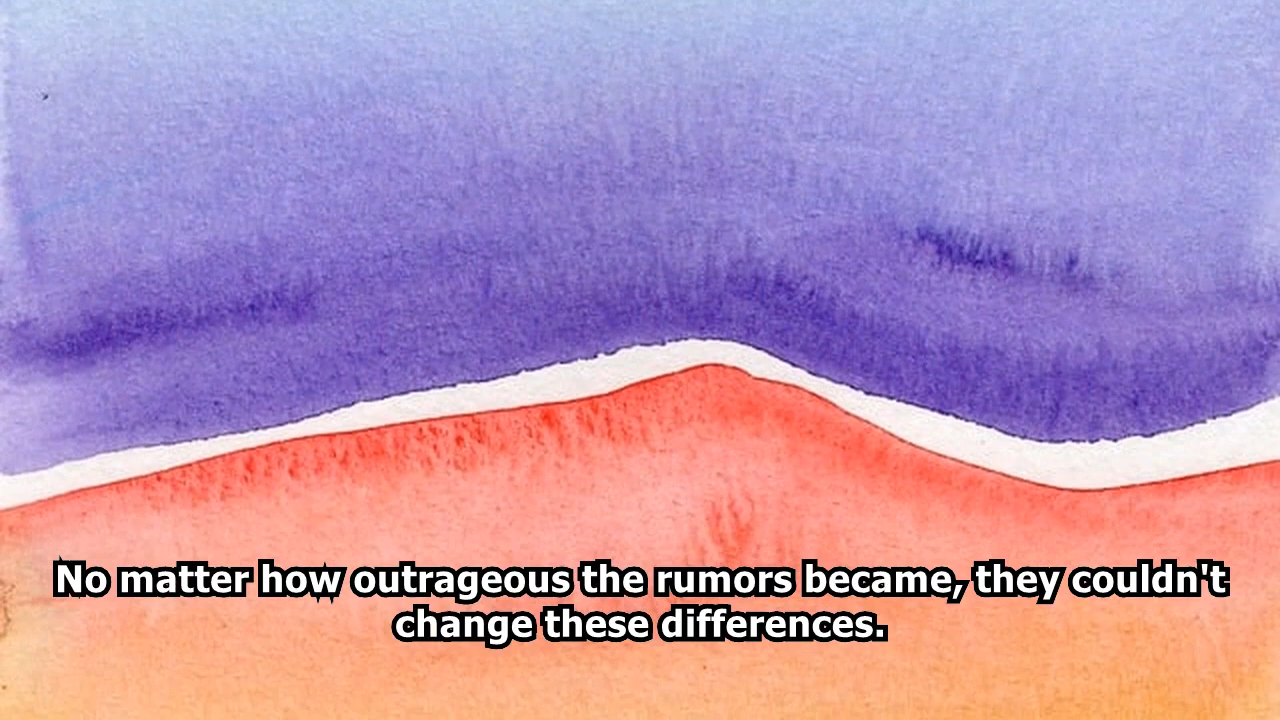 No matter how outrageous the rumors became, they couldn't
change these differences.